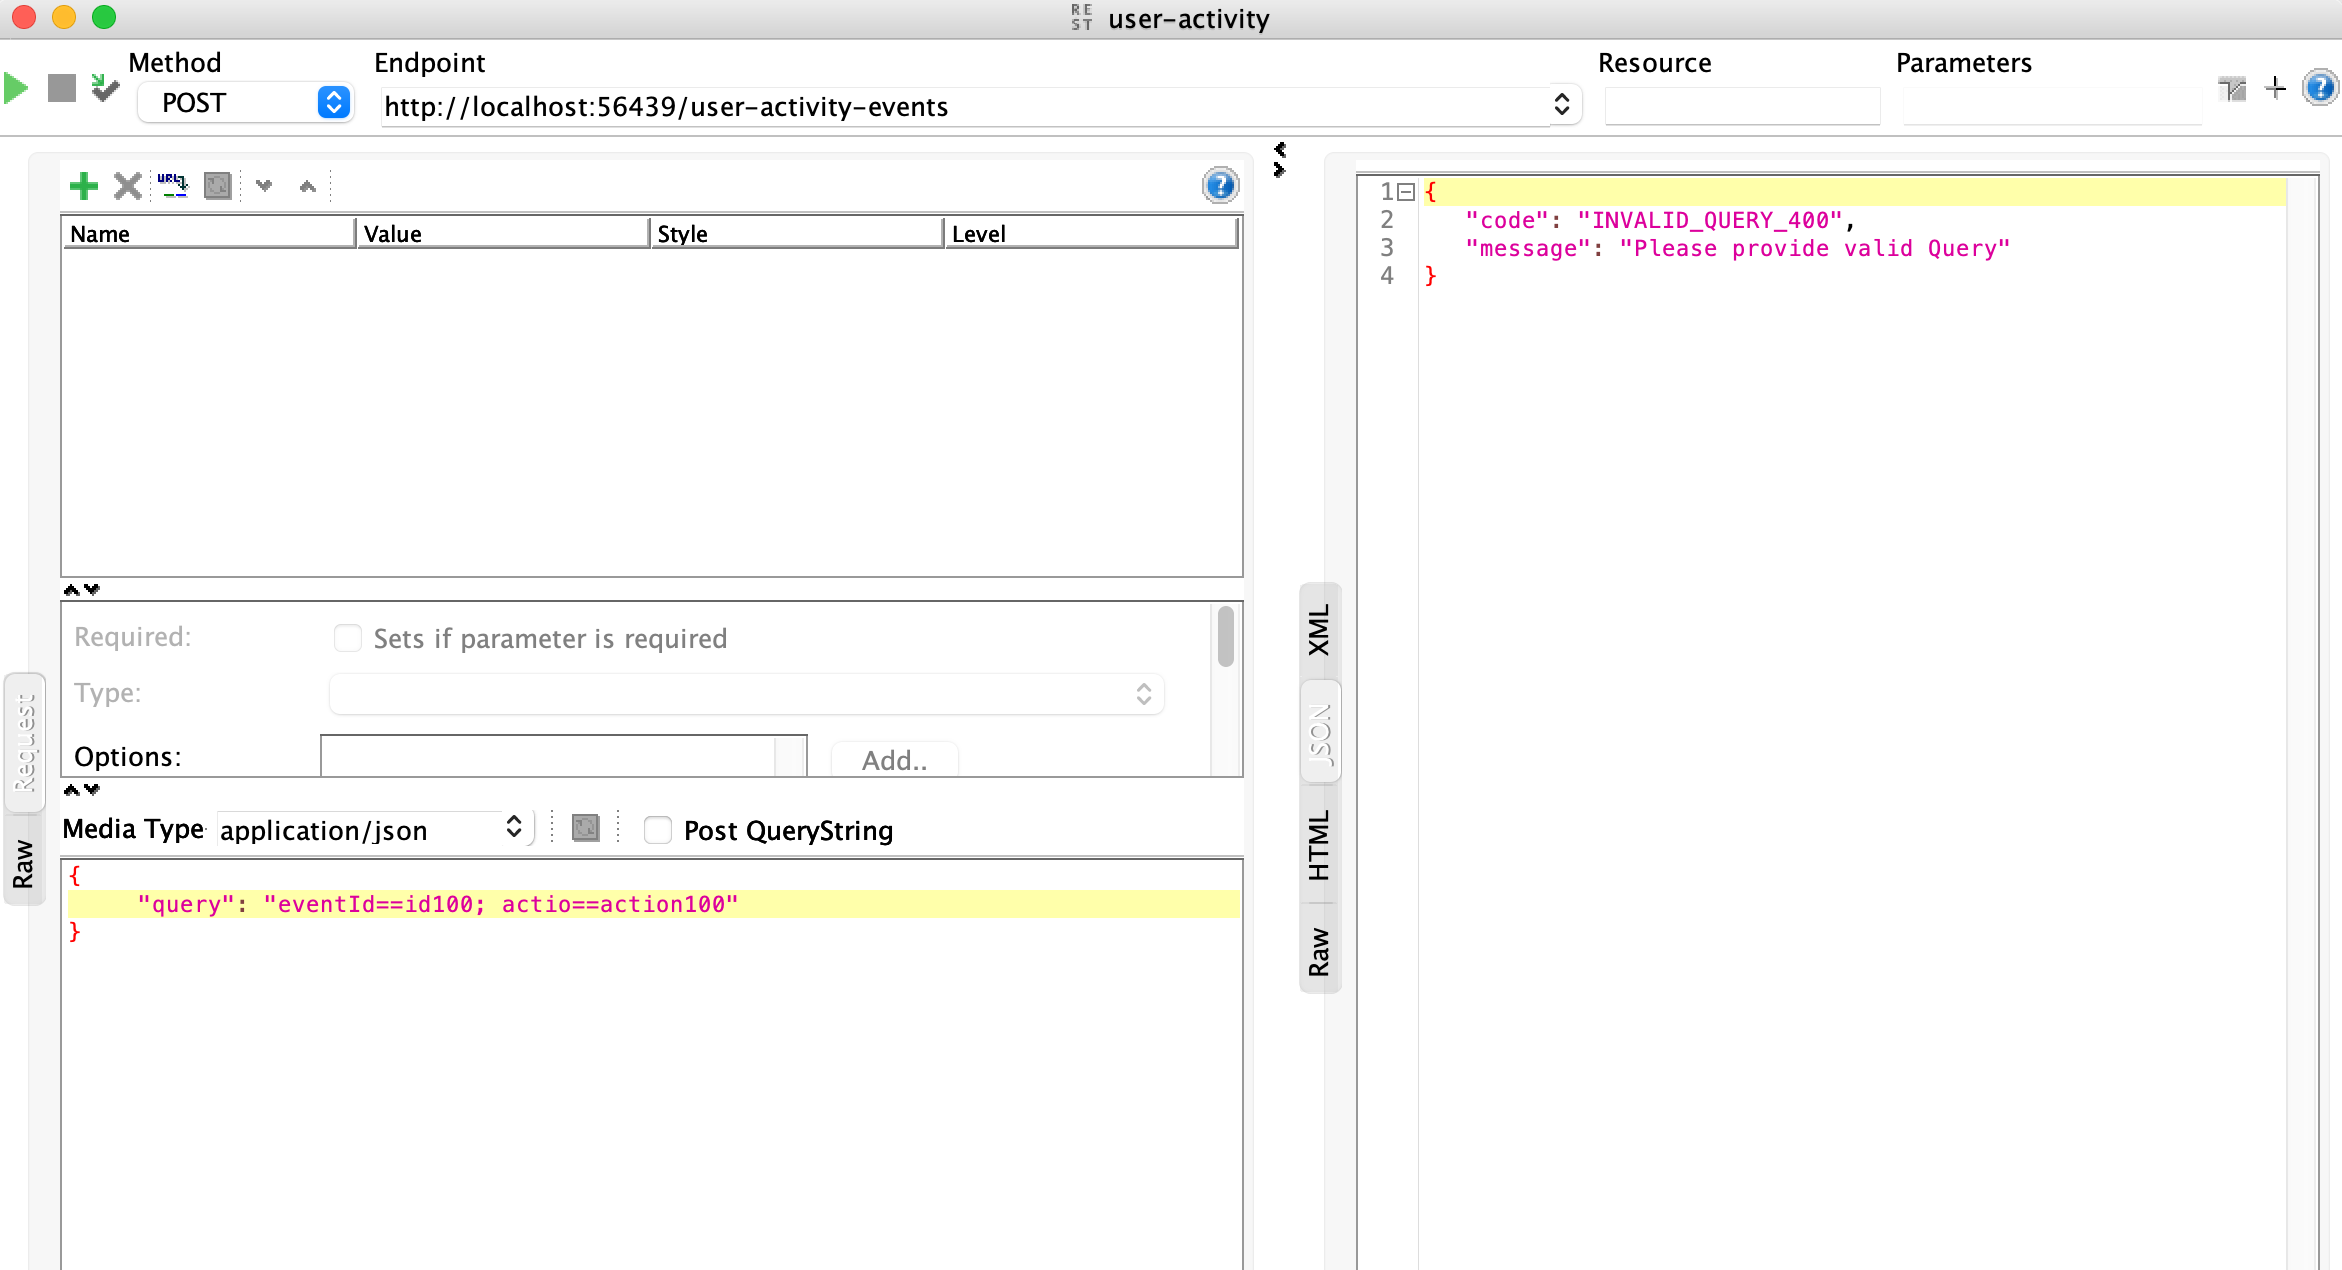 REST user-activity
Method
Endpoint
Resource
Parameters
POST
http://localhost:56439/user-activity-events
URL
Name
Value
Style
Level
Required:
Sets if parameter is required
Type:
Options:
Add..
Media Type
application/json
Post QueryString
{
"query": "eventId==id100; actio==action100"
}
Request
Raw
XML
JSON
HTML
Raw
1 {
2 "code": "INVALID_QUERY_400",
3 "message": "Please provide valid Query"
4 }